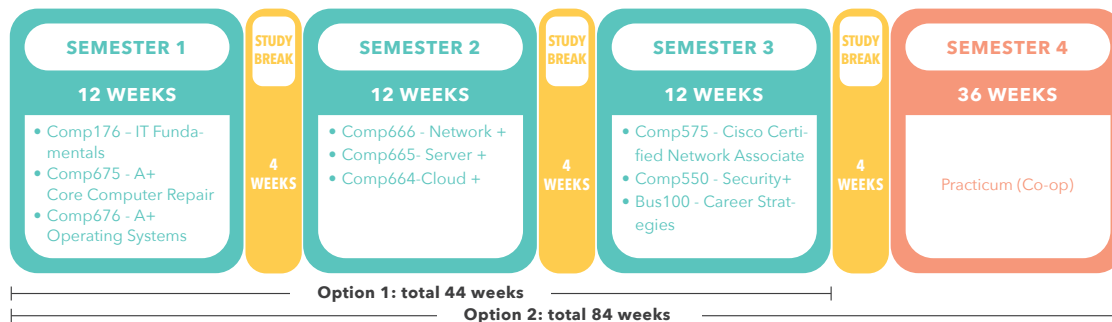 SEMESTER 1
12 WEEKS
• Comp176 – IT Funda-
mentals
• Comp675 - A+
Core Computer Repair
• Comp676 - A+
Operating Systems
STUDY
BREAK
4
WEEKS
SEMESTER 2
12 WEEKS
• Comp666 - Network +
• Comp665- Server +
• Comp664-Cloud +
STUDY
BREAK
4
WEEKS
SEMESTER 3
12 WEEKS
• Comp575 - Cisco Certi-
fied Network Associate
• Comp550 - Security+
• Bus100 - Career Strat-
egies
STUDY
BREAK
4
WEEKS
SEMESTER 4
36 WEEKS
Practicum (Co-op)
Option 1: total 44 weeks
Option 2: total 84 weeks